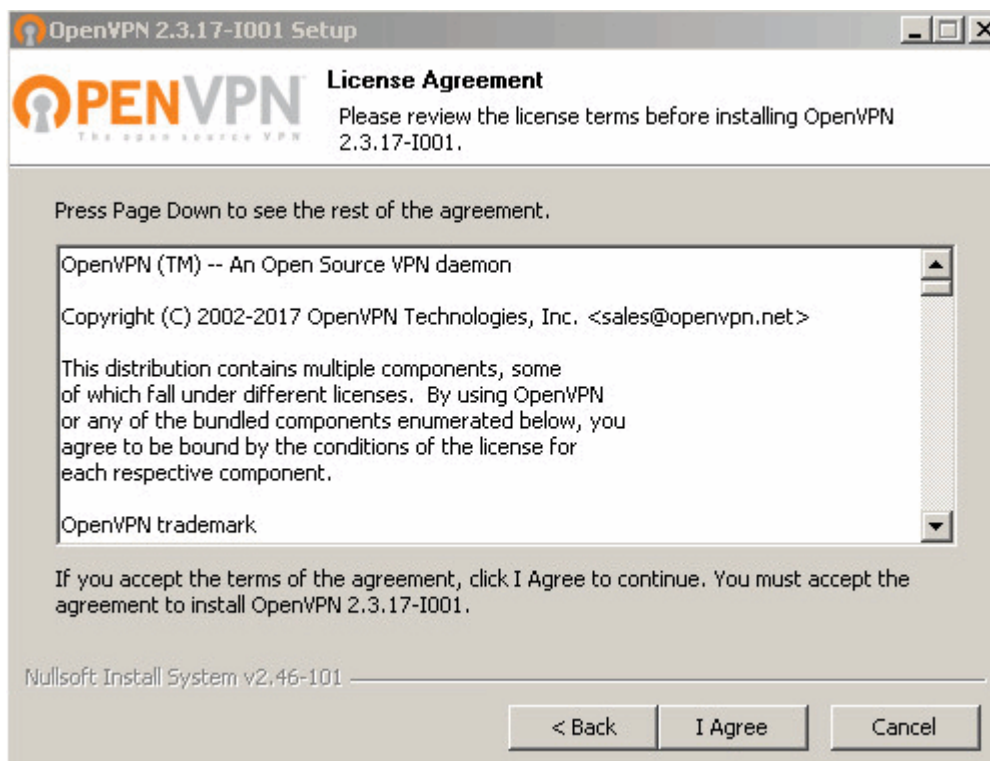 OpenVPN 2.3.17-I001 Setup
OPENVPN
The open source VPN
License Agreement
Please review the license terms before installing OpenVPN
2.3.17-I001.
Press Page Down to see the rest of the agreement.
OpenVPN (TM) -- An Open Source VPN daemon
Copyright (C) 2002-2017 OpenVPN Technologies, Inc. <sales@openvpn.net>
This distribution contains multiple components, some
of which fall under different licenses.  By using OpenVPN
or any of the bundled components enumerated below, you
agree to be bound by the conditions of the license for
each respective component.
OpenVPN trademark
If you accept the terms of the agreement, click I Agree to continue. You must accept the
agreement to install OpenVPN 2.3.17-I001.
Nullsoft Install System v2.46-101
< Back
I Agree
Cancel